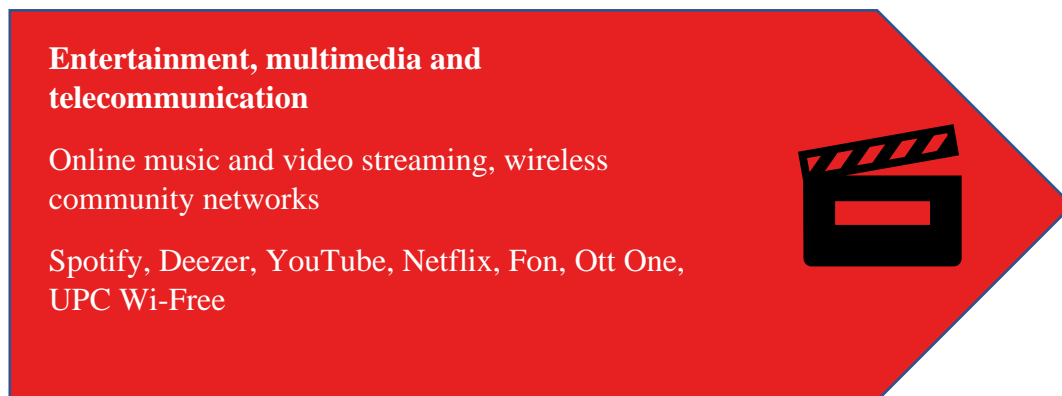 Entertainment, multimedia and
telecommunication
Online music and video streaming, wireless
community networks
Spotify, Deezer, YouTube, Netflix, Fon, Ott One,
UPC Wi-Free